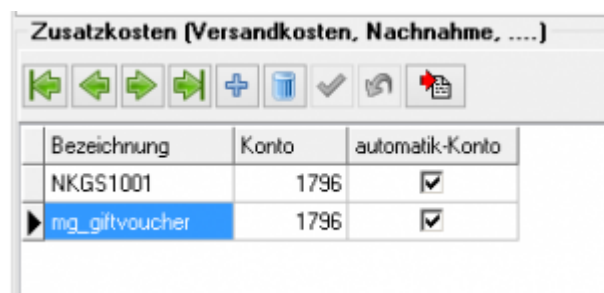 Zusatzkosten (Versandkosten, Nachnahme, ....)
Bezeichnung Konto automatik-Konto
NKGS1001 1796
mg_giftvoucher 1796